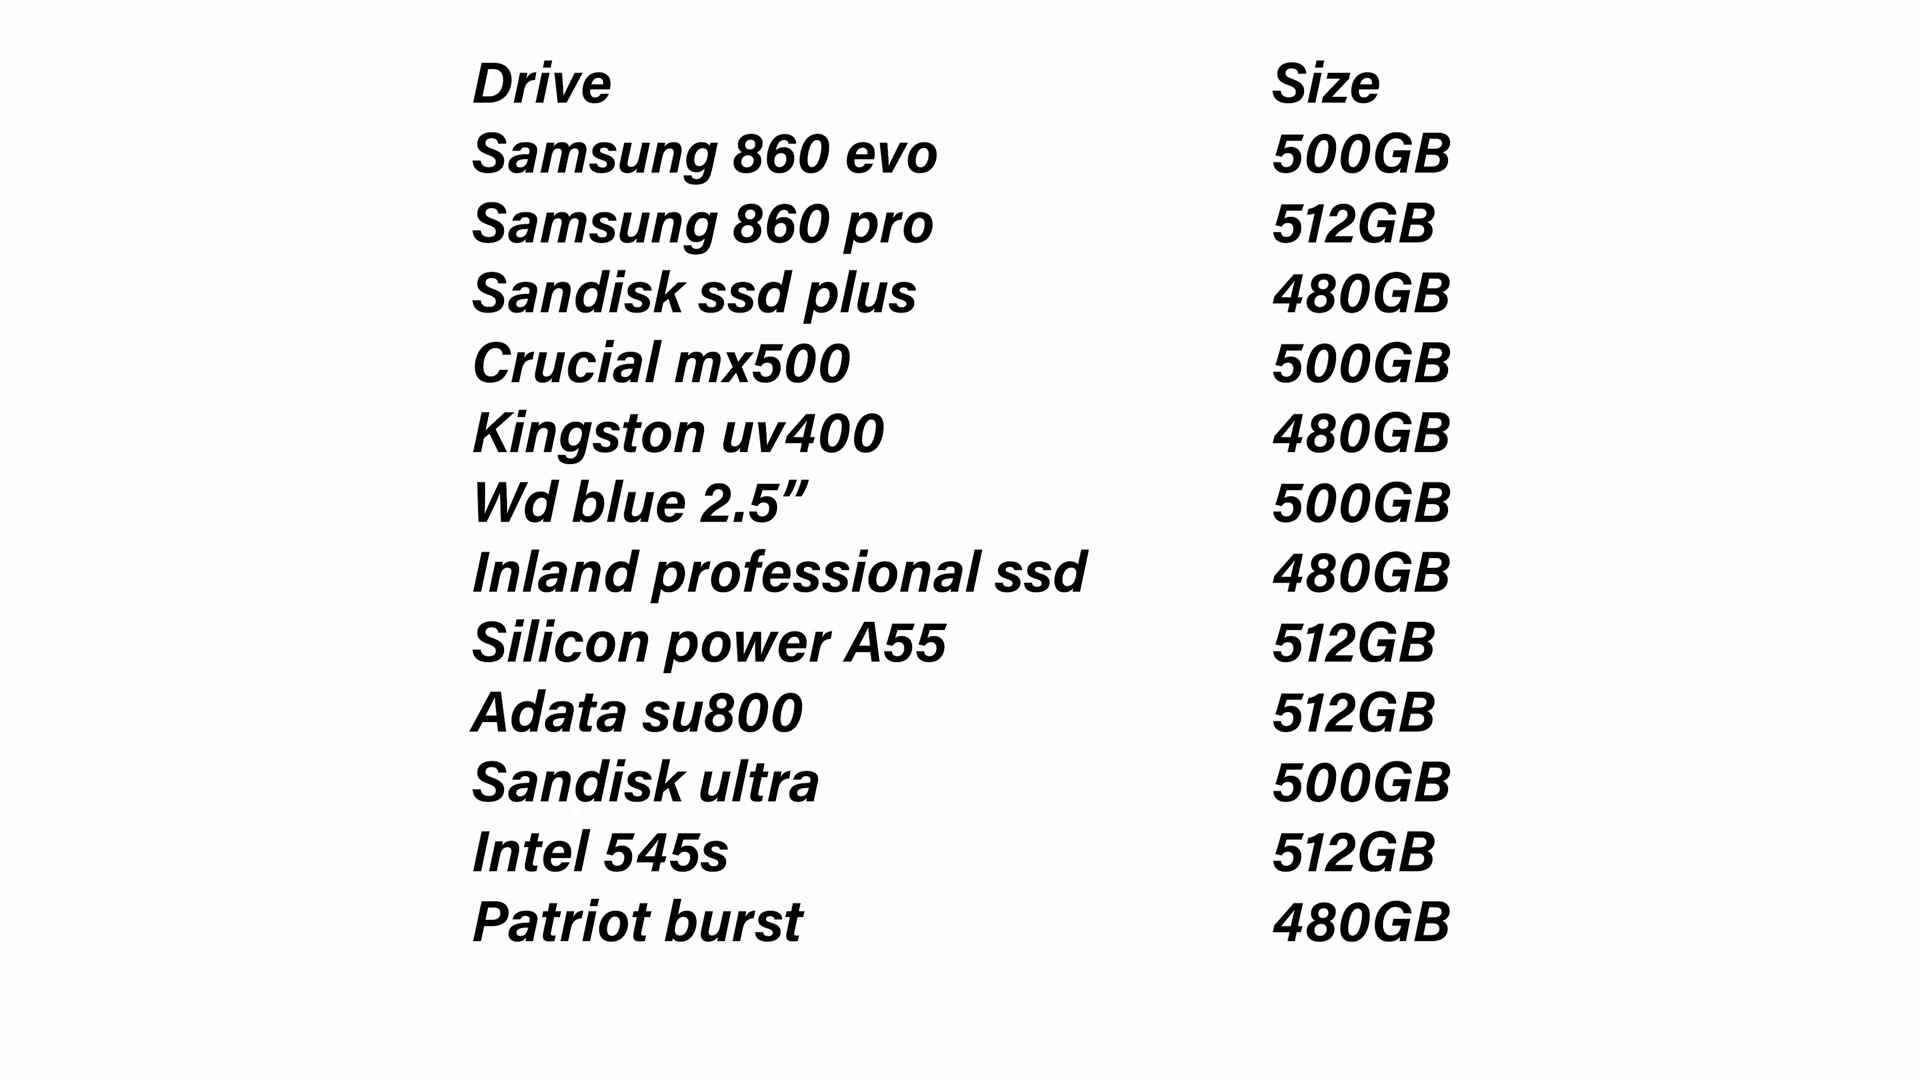 Drive Size
Samsung 860 evo 500GB
Samsung 860 pro 512GB
Sandisk ssd plus 480GB
Crucial mx500 500GB
Kingston uv400 480GB
Wd blue 2.5” 500GB
Inland professional ssd 480GB
Silicon power A55 512GB
Adata su800 512GB
Sandisk ultra 500GB
Intel 545s 512GB
Patriot burst 480GB